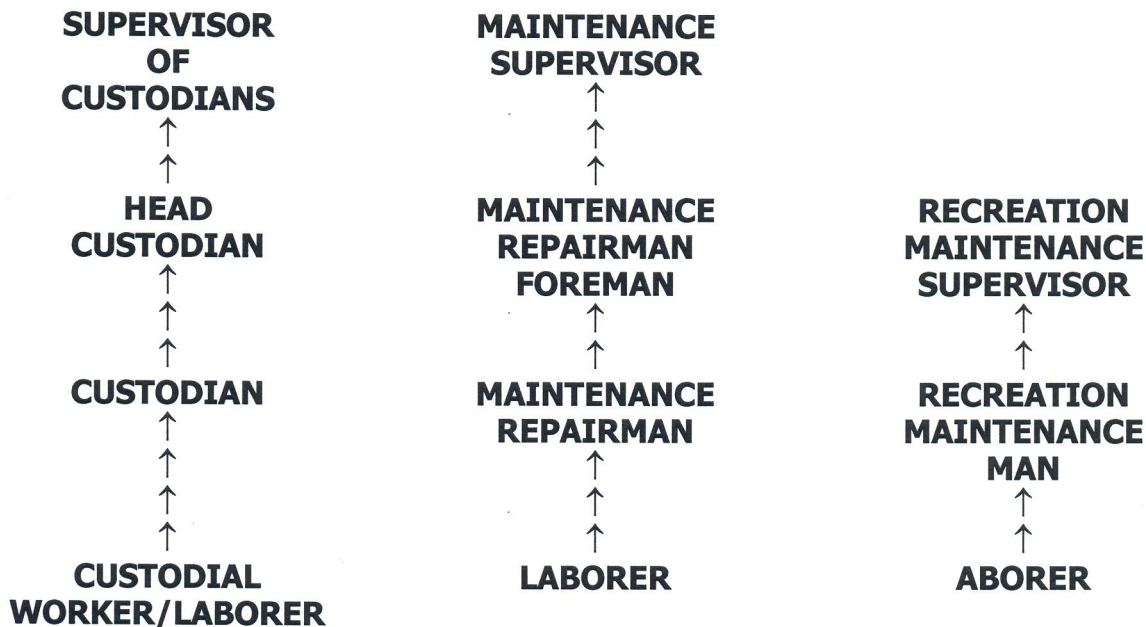 SUPERVISOR
OF
CUSTODIANS
↑
↑
HEAD
CUSTODIAN
↑
↑
↑
CUSTODIAN
↑
↑
↑
↑
CUSTODIAL
WORKER/LABORER
MAINTENANCE
SUPERVISOR
↑
↑
↑
MAINTENANCE
REPAIRMAN
FOREMAN
↑
↑
MAINTENANCE
REPAIRMAN
↑
↑
↑
LABORER
RECREATION
MAINTENANCE
SUPERVISOR
↑
↑
RECREATION
MAINTENANCE
MAN
↑
↑
ABORER